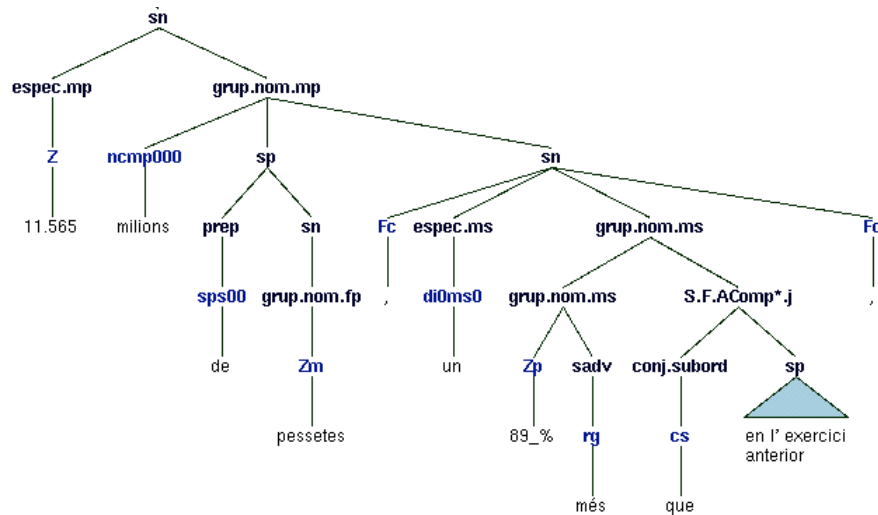 sn
espec.mp grup.nom.mp
Z ncmp000 sp sn
11.565 milions prep sn Fc espec.ms grup.nom.ms Fc
sps00 grup.nom.fp , di0ms0 grup.nom.ms S.F.AComp*.j ,
de Zm un Zp sadv conj.subord sp
pessetes 89_% rg cs en l' exercici
anterior
més que